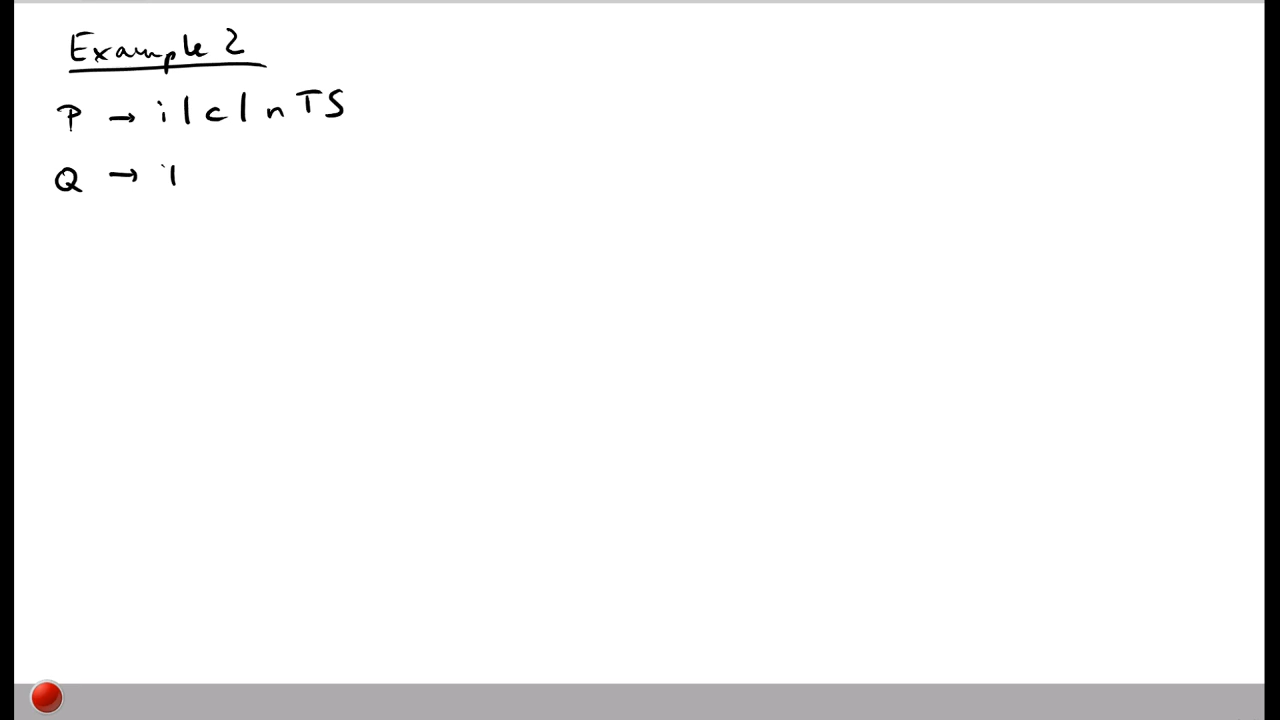 Example 2
P → i | c | n T S
Q → i